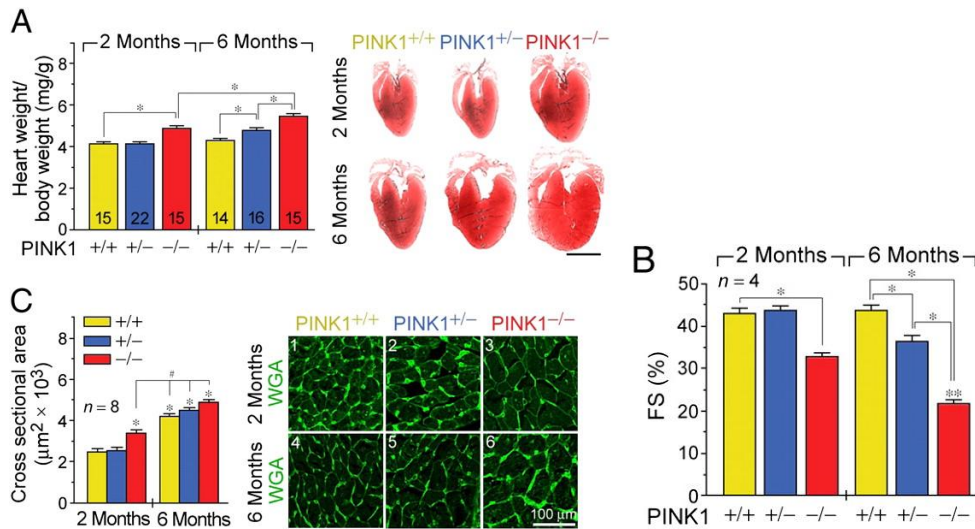 A
2 Months 6 Months
Heart weight/
body weight (mg/g)
8
6
4
2
0
* * * *
15 22 15 14 16 15
PINK1 +/+ +/− −/− +/+ +/− −/−
PINK1+/+ PINK1+/− PINK1−/−
2 Months
6 Months
B
2 Months 6 Months
n = 4
FS (%)
50
40
30
20
10
0
* * * *
**
PINK1 +/+ +/− −/− +/+ +/− −/−
C
+/+
+/−
−/−
Cross sectional area
(µm² × 10³)
8
6
4
2
0
n = 8
#
* * * *
2 Months 6 Months
PINK1+/+ PINK1+/− PINK1−/−
2 Months
WGA
1 2 3
6 Months
WGA
4 5 6
100 µm